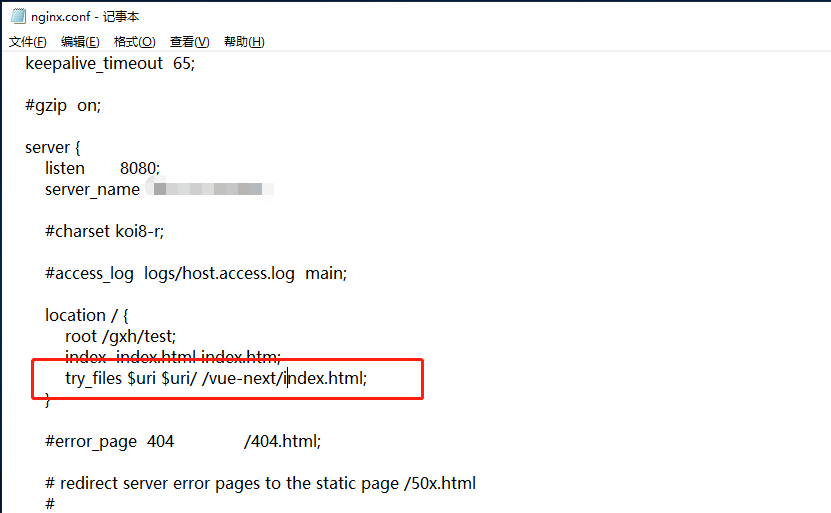 nginx.conf - 记事本
文件(F) 编辑(E) 格式(O) 查看(V) 帮助(H)
keepalive_timeout 65;
#gzip on;
server {
listen 8080;
server_name
#charset koi8-r;
#access_log logs/host.access.log main;
location / {
root /gxh/test;
index index.html index.htm;
try_files $uri $uri/ /vue-next/index.html;
}
#error_page 404 /404.html;
# redirect server error pages to the static page /50x.html
#